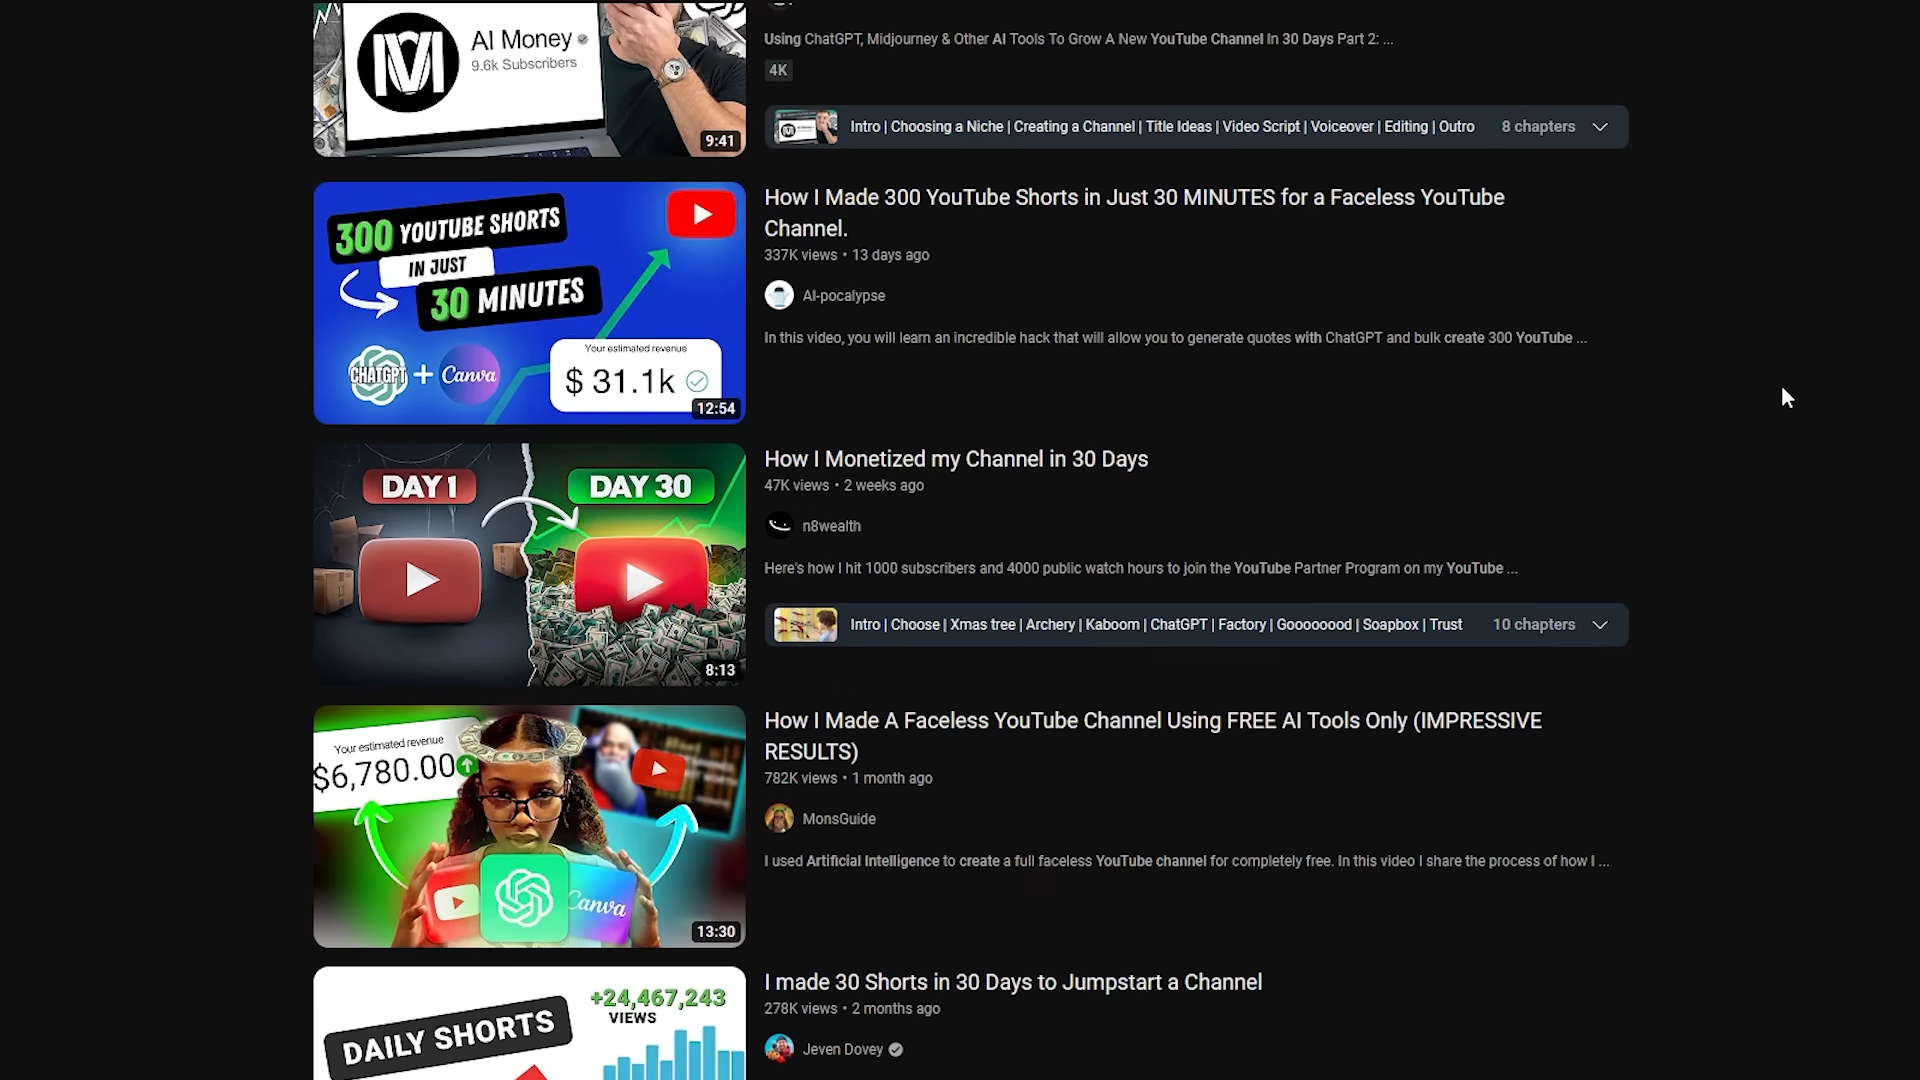 AI Money
9.6k Subscribers
9:41
Using ChatGPT, Midjourney & Other AI Tools To Grow A New YouTube Channel In 30 Days Part 2: ...
4K
Intro | Choosing a Niche | Creating a Channel | Title Ideas | Video Script | Voiceover | Editing | Outro
8 chapters
300 YOUTUBE SHORTS
IN JUST
30 MINUTES
CHATGPT + Canva
Your estimated revenue
$ 31.1k
12:54
How I Made 300 YouTube Shorts in Just 30 MINUTES for a Faceless YouTube
Channel.
337K views • 13 days ago
AI-pocalypse
In this video, you will learn an incredible hack that will allow you to generate quotes with ChatGPT and bulk create 300 YouTube ...
DAY 1
DAY 30
8:13
How I Monetized my Channel in 30 Days
47K views • 2 weeks ago
n8wealth
Here's how I hit 1000 subscribers and 4000 public watch hours to join the YouTube Partner Program on my YouTube ...
Intro | Choose | Xmas tree | Archery | Kaboom | ChatGPT | Factory | Goooooood | Soapbox | Trust
10 chapters
Your estimated revenue
$6,780.00
Canva
13:30
How I Made A Faceless YouTube Channel Using FREE AI Tools Only (IMPRESSIVE
RESULTS)
782K views • 1 month ago
MonsGuide
I used Artificial Intelligence to create a full faceless YouTube channel for completely free. In this video I share the process of how I ...
+24,467,243
VIEWS
DAILY SHORTS
I made 30 Shorts in 30 Days to Jumpstart a Channel
278K views • 2 months ago
Jeven Dovey